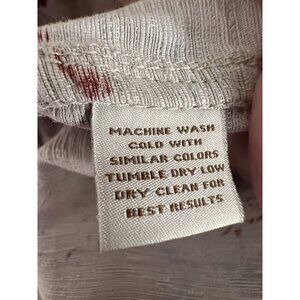 MACHINE WASH
COLD WITH
SIMILAR COLORS
TUMBLE DRY LOW
DRY CLEAN FOR
BEST RESULTS